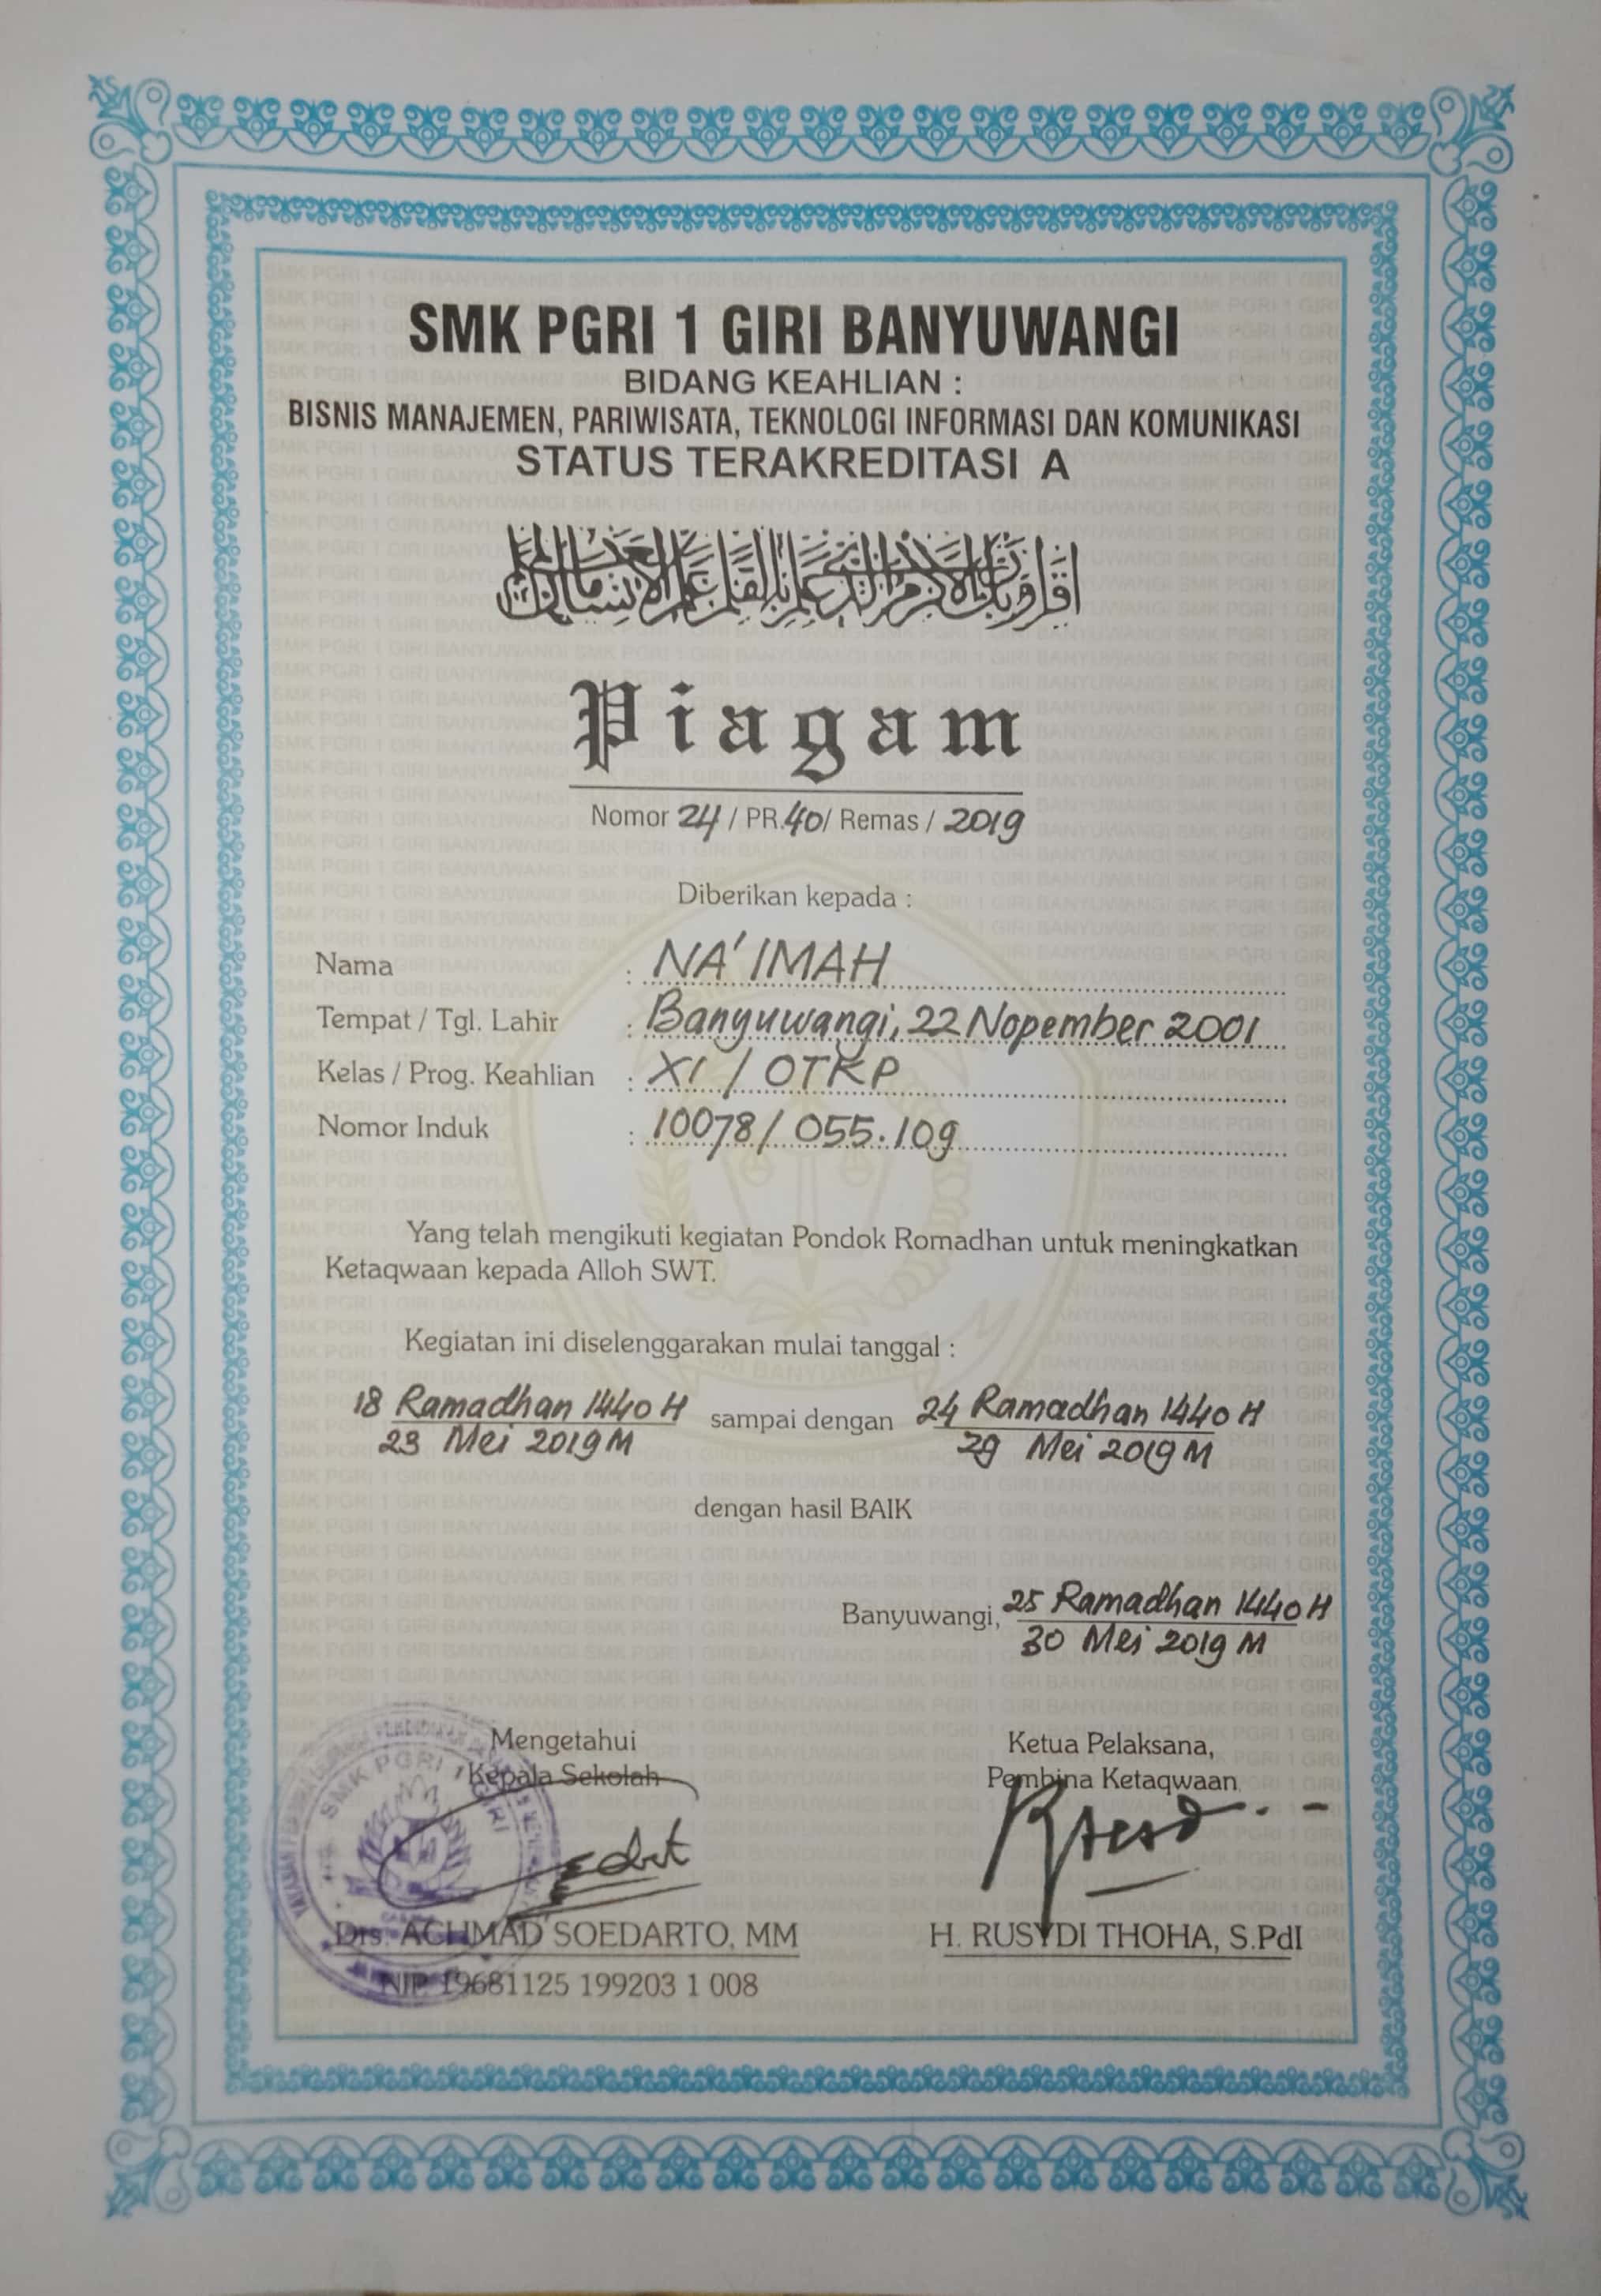 SMK PGRI 1 GIRI BANYUWANGI
BIDANG KEAHLIAN :
BISNIS MANAJEMEN, PARIWISATA, TEKNOLOGI INFORMASI DAN KOMUNIKASI
STATUS TERAKREDITASI A
اقرأ وربك الأكرم الذي علم بالقلم علم الإنسان ما لم يعلم
Piagam
Nomor 24 / PR.40/ Remas / 2019
Diberikan kepada :
Nama : NA'IMAH
Tempat / Tgl. Lahir : Banyuwangi, 22 Nopember 2001
Kelas / Prog. Keahlian : XI / OTKP
Nomor Induk : 10078 / 055.109
Yang telah mengikuti kegiatan Pondok Romadhan untuk meningkatkan
Ketaqwaan kepada Alloh SWT.
Kegiatan ini diselenggarakan mulai tanggal :
18 Ramadhan 1440 H sampai dengan 24 Ramadhan 1440 H
23 Mei 2019 M 29 Mei 2019 M
dengan hasil BAIK
Banyuwangi, 25 Ramadhan 1440 H
30 Mei 2019 M
Mengetahui
Kepala Sekolah
Ketua Pelaksana,
Pembina Ketaqwaan
SMK PGRI 1 GIRI
Drs. ACHMAD SOEDARTO, MM
NIP. 19681125 199203 1 008
H. RUSYDI THOHA, S.PdI